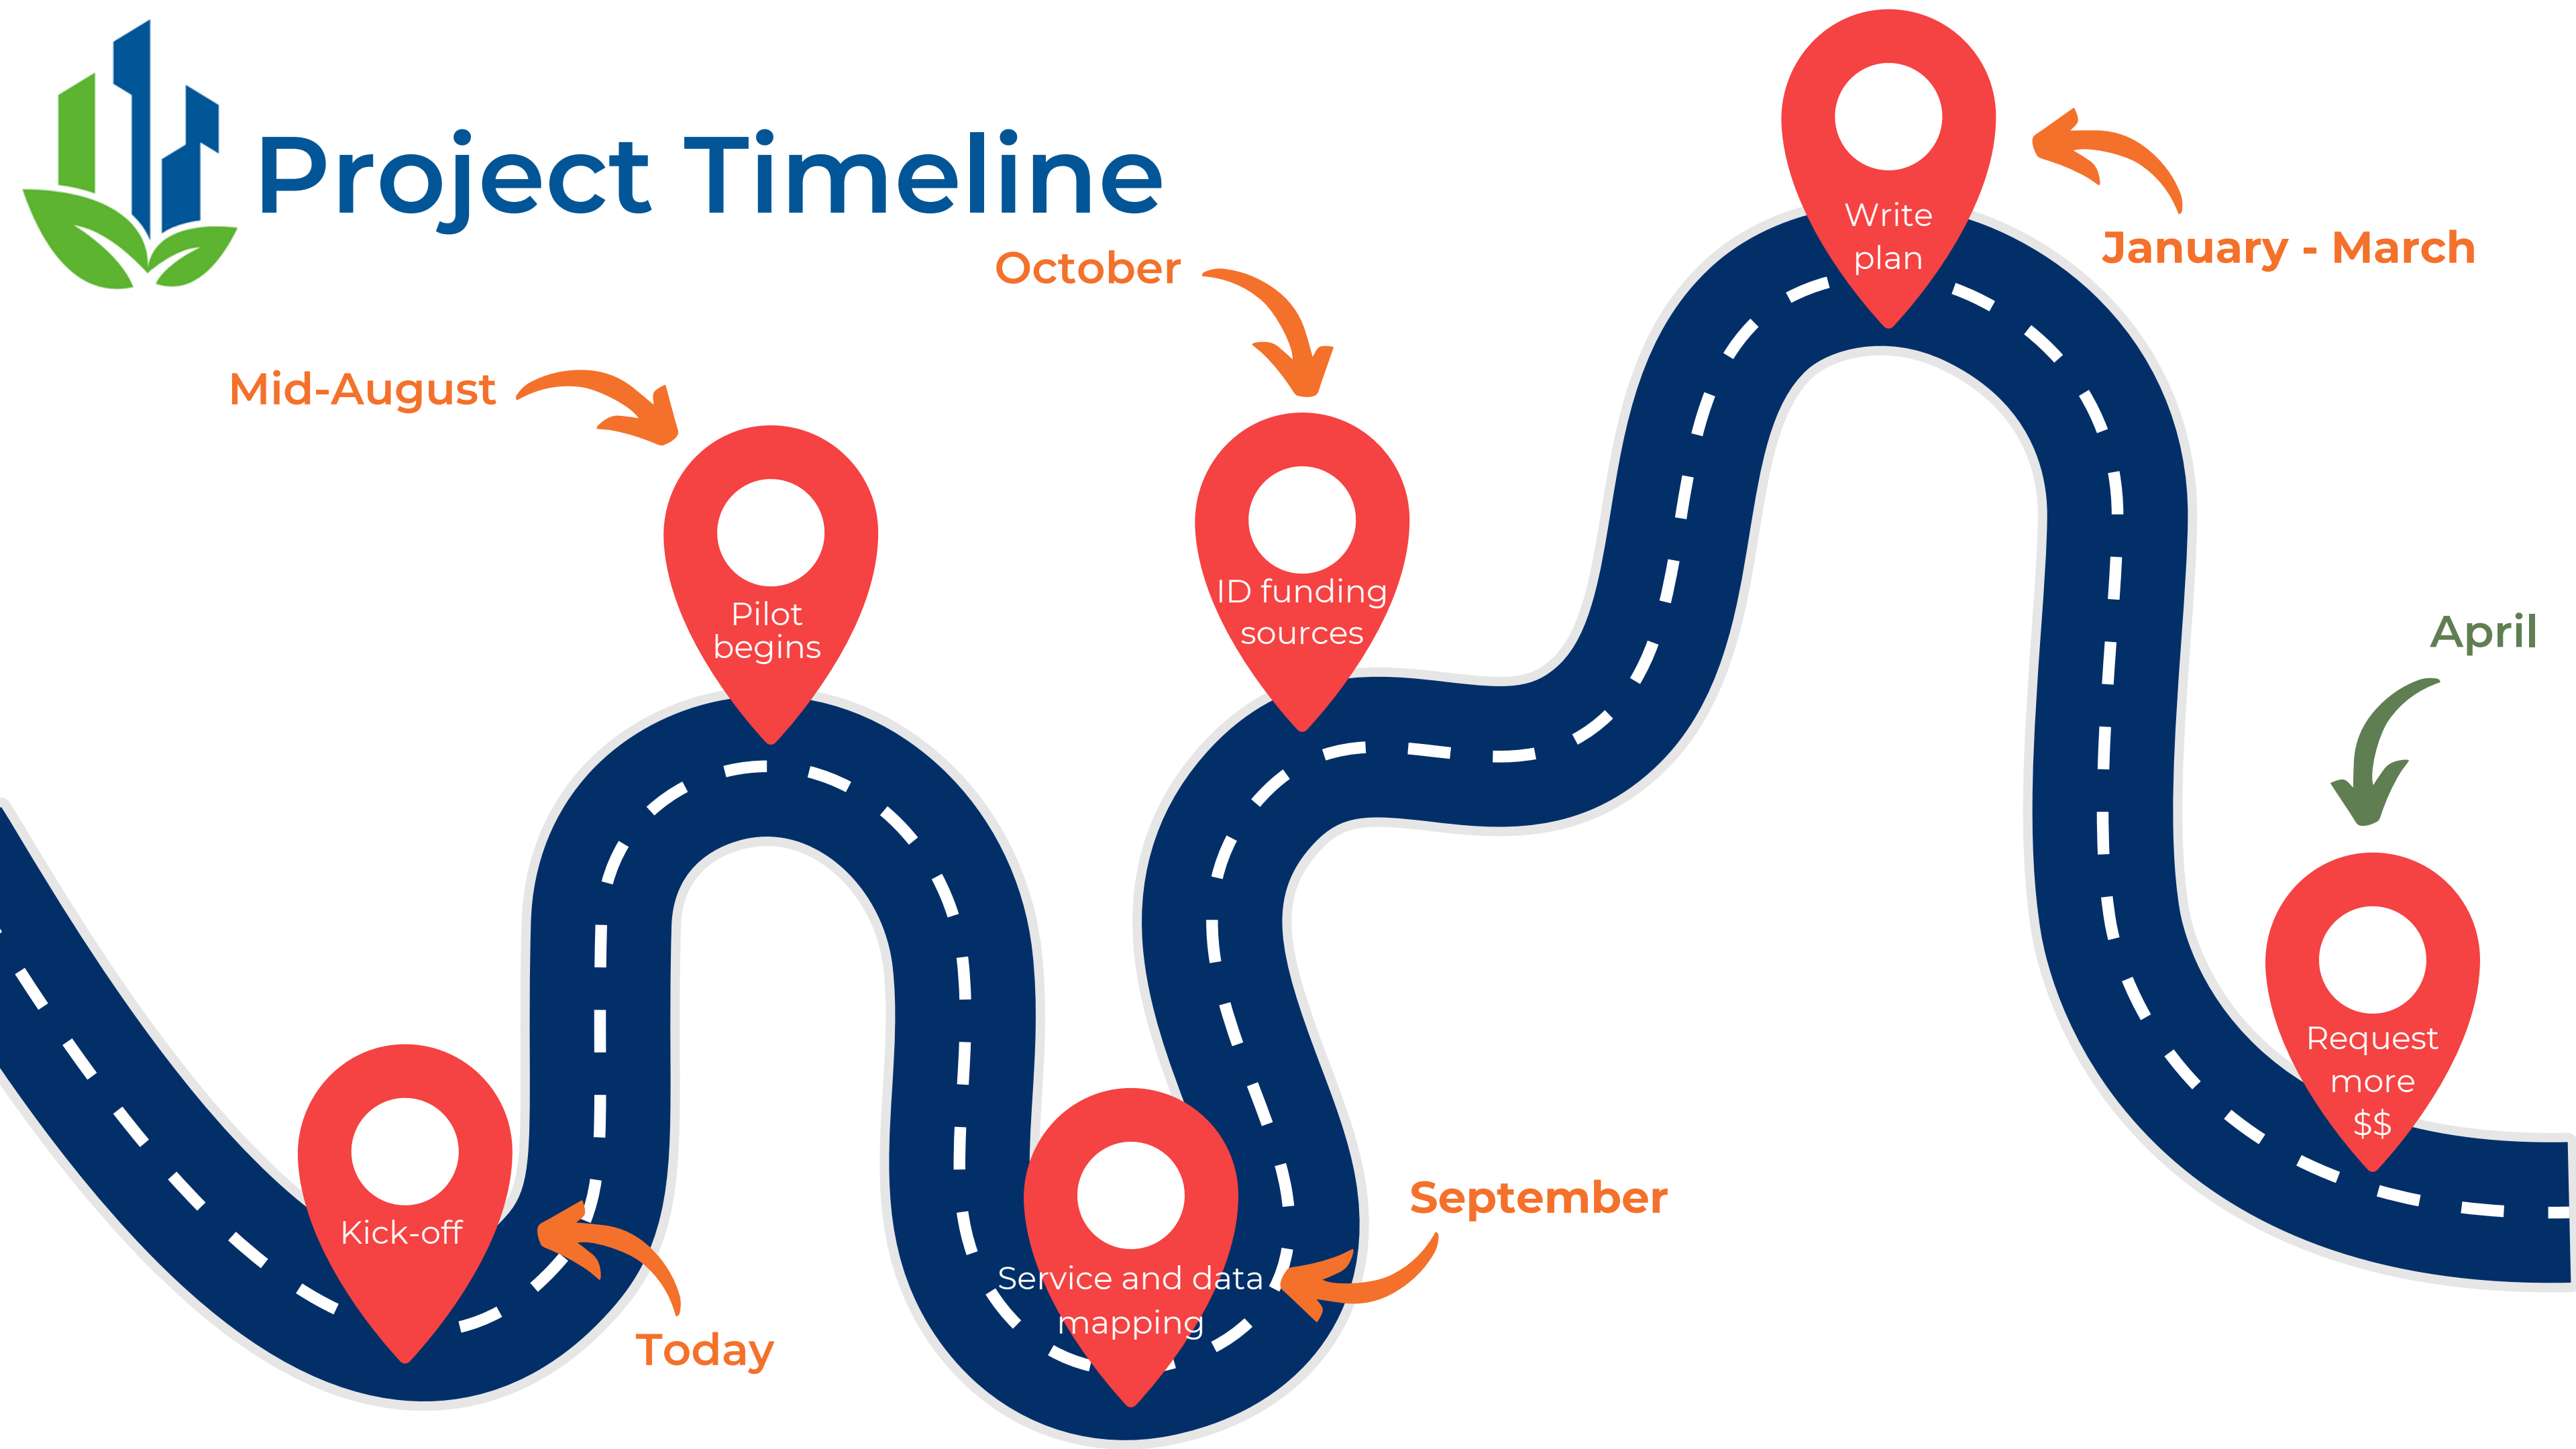 Project Timeline
October
Mid-August
January - March
Write
plan
Pilot
begins
ID funding
sources
April
Kick-off
Today
Service and data
mapping
September
Request
more
$$